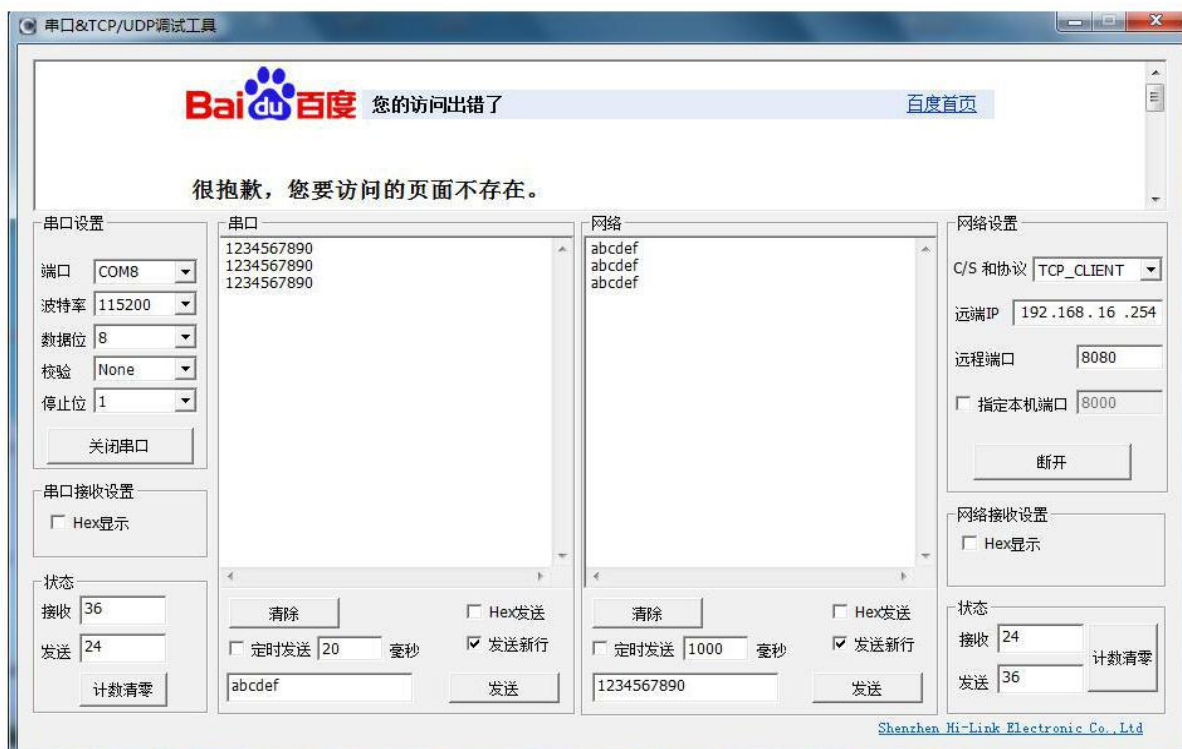 串口&TCP/UDP调试工具
Bai du 百度 您的访问出错了 百度首页
很抱歉，您要访问的页面不存在。
串口设置
端口 COM8
波特率 115200
数据位 8
校验 None
停止位 1
关闭串口
串口接收设置
Hex显示
状态
接收 36
发送 24
计数清零
串口
1234567890
1234567890
1234567890
清除 Hex发送
定时发送 20 毫秒 发送新行
abcdef 发送
网络
abcdef
abcdef
abcdef
清除 Hex发送
定时发送 1000 毫秒 发送新行
1234567890 发送
网络设置
C/S 和协议 TCP_CLIENT
远端IP 192.168.16.254
远程端口 8080
指定本机端口 8000
断开
网络接收设置
Hex显示
状态
接收 24
发送 36
计数清零
Shenzhen Hi-Link Electronic Co.,Ltd